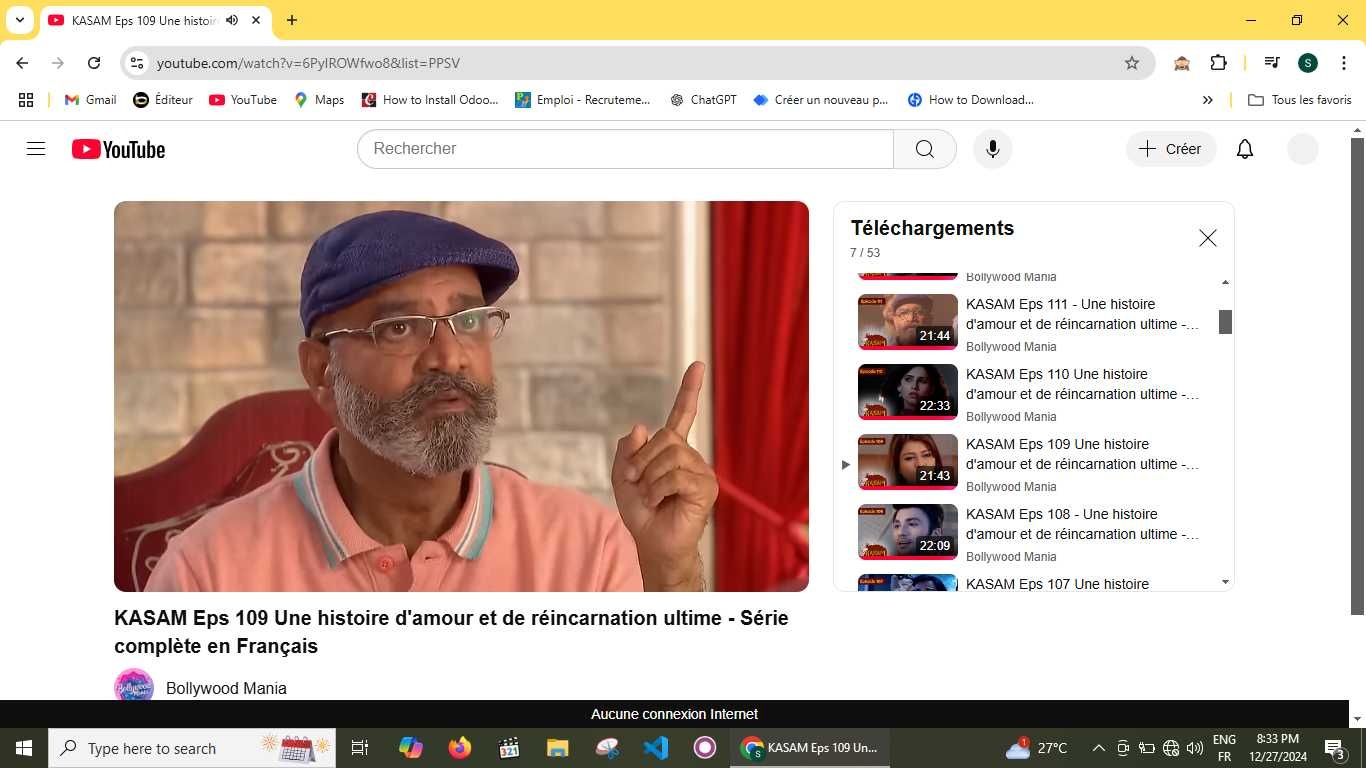 KASAM Eps 109 Une histoir
youtube.com/watch?v=6PyIROWfwo8&list=PPSV
S
Gmail
Éditeur
YouTube
Maps
How to Install Odoo...
Emploi - Recruteme...
ChatGPT
Créer un nouveau p...
How to Download...
Tous les favoris
YouTube
Rechercher
Créer
Téléchargements
7 / 53
Bollywood Mania
21:44
KASAM Eps 111 - Une histoire
d'amour et de réincarnation ultime -...
Bollywood Mania
22:33
KASAM Eps 110 Une histoire
d'amour et de réincarnation ultime -...
Bollywood Mania
21:43
KASAM Eps 109 Une histoire
d'amour et de réincarnation ultime -...
Bollywood Mania
22:09
KASAM Eps 108 - Une histoire
d'amour et de réincarnation ultime -...
Bollywood Mania
KASAM Eps 107 Une histoire
KASAM Eps 109 Une histoire d'amour et de réincarnation ultime - Série
complète en Français
Bollywood Mania
Aucune connexion Internet
Type here to search
321
KASAM Eps 109 Un...
1
27°C
ENG
FR
8:33 PM
12/27/2024
3